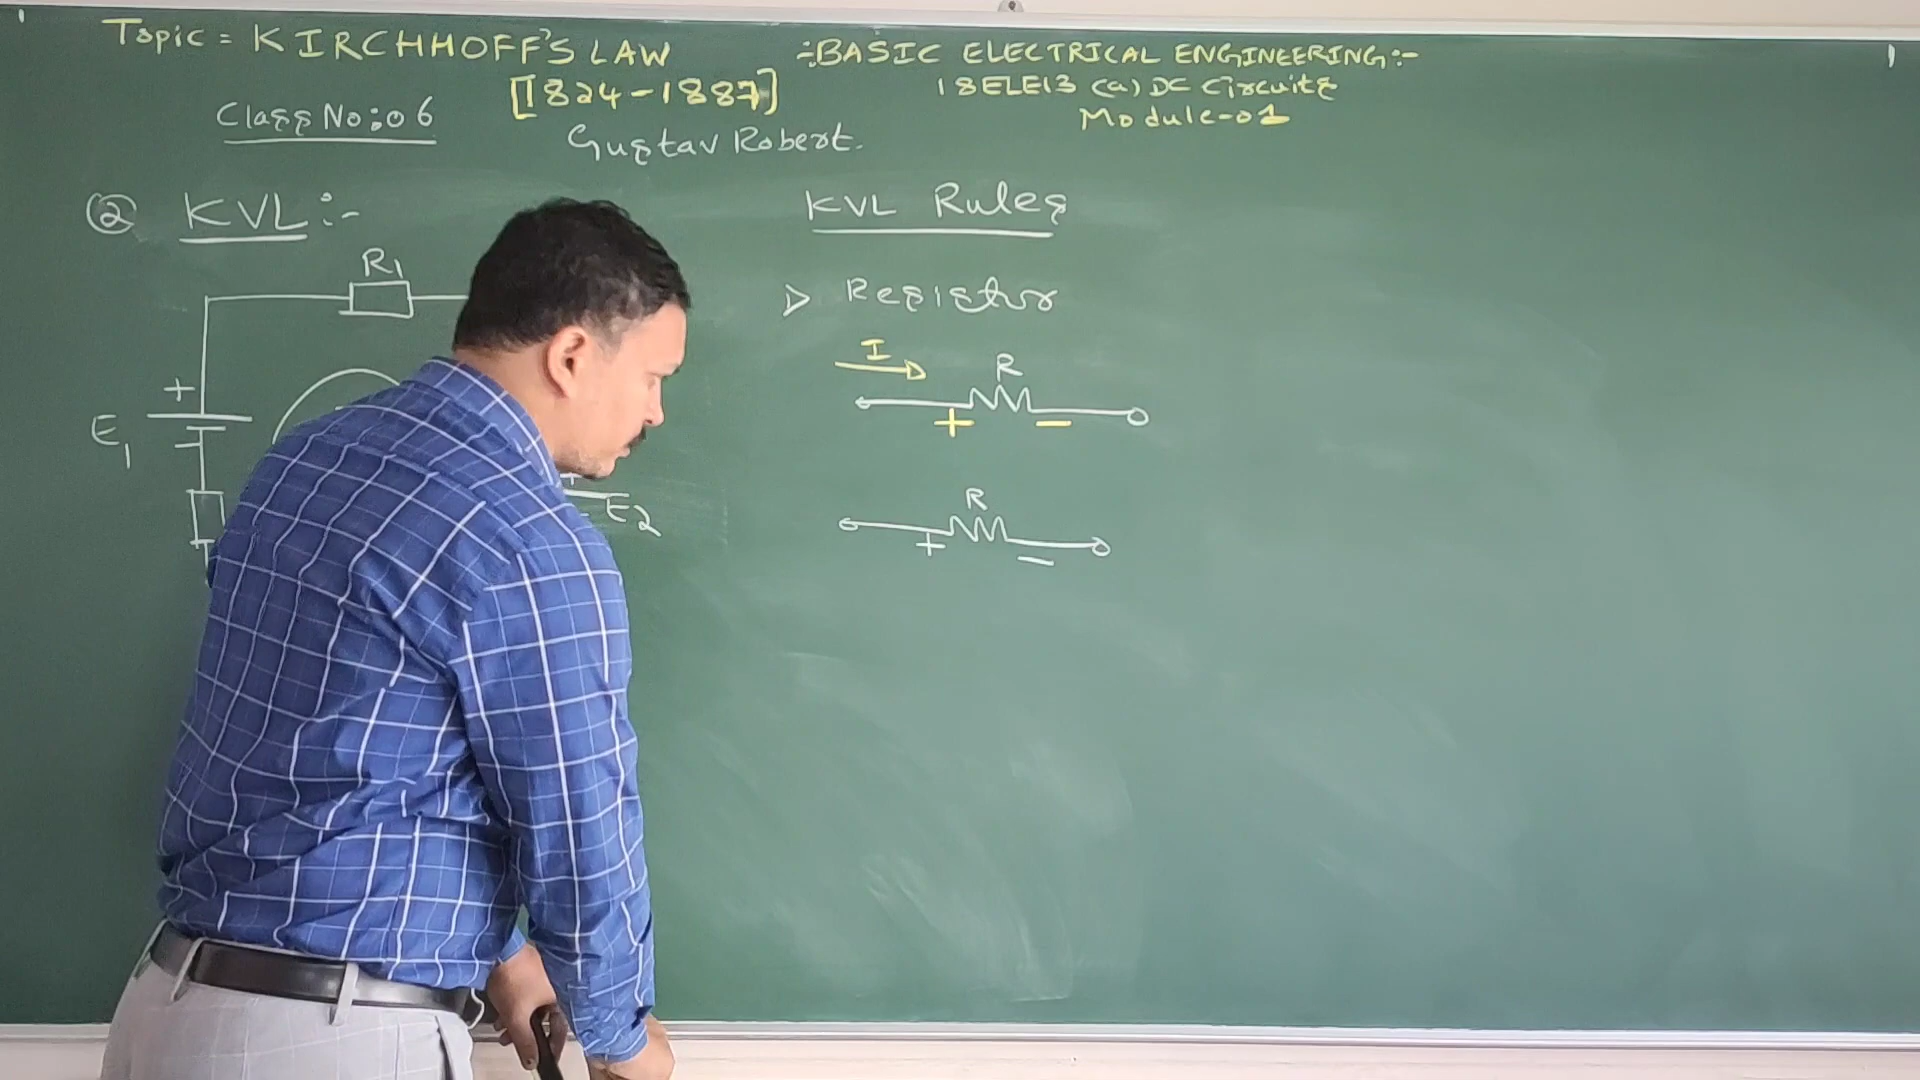 Topic = KIRCHHOFF'S LAW
[1824-1887]
Class No:06
Gustav Robert.
÷BASIC ELECTRICAL ENGINEERING:-
18ELE13 (a) DC Circuits
Module-01
② KVL:-
R1
+
E1
-
+
E2
-
KVL Rules
Resistor
I
R
+ -
R
+ -